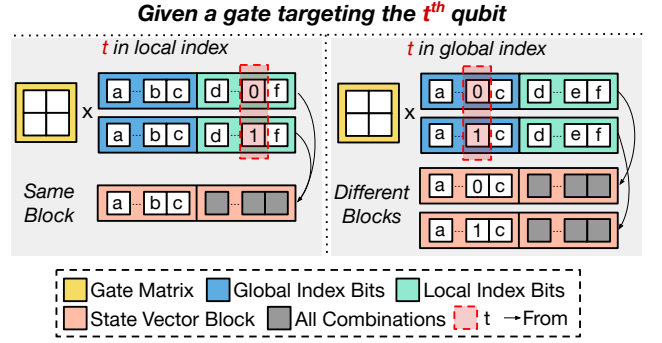 Given a gate targeting the tth qubit
t in local index
t in global index
a ... b c d ... 0 f
a ... 0 c d ... e f
x
x
a ... b c d ... 1 f
a ... 1 c d ... e f
Same
Block
a ... b c ...
Different
Blocks
a ... 0 c ...
a ... 1 c ...
Gate Matrix Global Index Bits Local Index Bits
State Vector Block All Combinations t →From